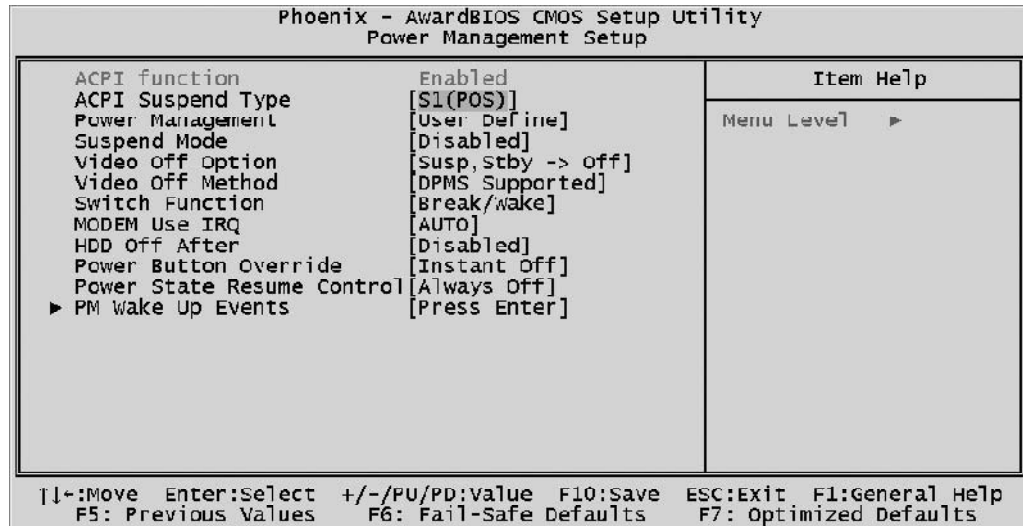 Phoenix - AwardBIOS CMOS Setup Utility
Power Management Setup
ACPI function Enabled
ACPI Suspend Type [S1(POS)]
Power Management [User Define]
Suspend Mode [Disabled]
Video Off Option [Susp,Stby -> Off]
Video Off Method [DPMS Supported]
Switch Function [Break/Wake]
MODEM Use IRQ [AUTO]
HDD Off After [Disabled]
Power Button Override [Instant Off]
Power State Resume Control[Always Off]
► PM Wake Up Events [Press Enter]
Item Help
Menu Level ►
↑↓←:Move Enter:Select +/-/PU/PD:Value F10:Save ESC:Exit F1:General Help
F5: Previous Values F6: Fail-Safe Defaults F7: Optimized Defaults